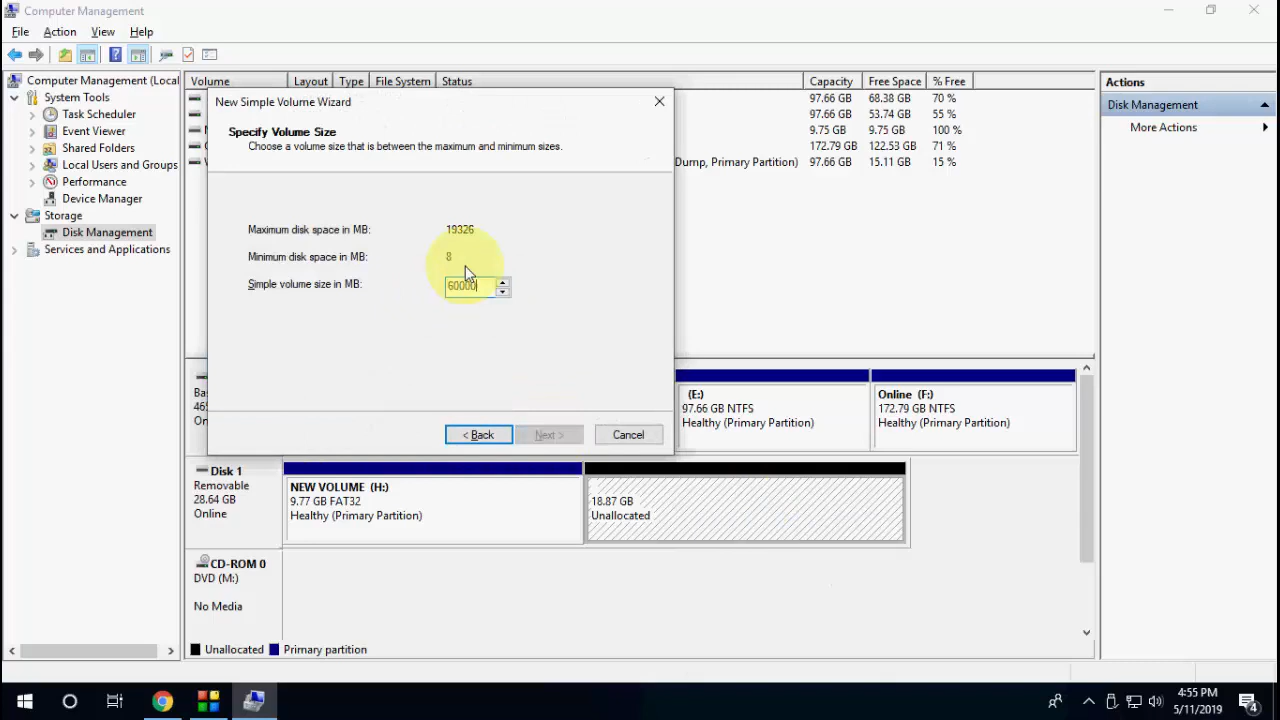 Computer Management
File Action View Help
Computer Management (Local
System Tools
Task Scheduler
Event Viewer
Shared Folders
Local Users and Groups
Performance
Device Manager
Storage
Disk Management
Services and Applications
Volume Layout Type File System Status Capacity Free Space % Free
97.66 GB 68.38 GB 70 %
97.66 GB 53.74 GB 55 %
9.75 GB 9.75 GB 100 %
172.79 GB 122.53 GB 71 %
Dump, Primary Partition) 97.66 GB 15.11 GB 15 %
Actions
Disk Management
More Actions
New Simple Volume Wizard
Specify Volume Size
Choose a volume size that is between the maximum and minimum sizes.
Maximum disk space in MB: 19326
Minimum disk space in MB: 8
Simple volume size in MB: 60000
< Back Next > Cancel
(E:)
97.66 GB NTFS
Healthy (Primary Partition)
Online (F:)
172.79 GB NTFS
Healthy (Primary Partition)
Disk 1
Removable
28.64 GB
Online
NEW VOLUME (H:)
9.77 GB FAT32
Healthy (Primary Partition)
18.87 GB
Unallocated
CD-ROM 0
DVD (M:)
No Media
Unallocated Primary partition
4:55 PM
5/11/2019
4